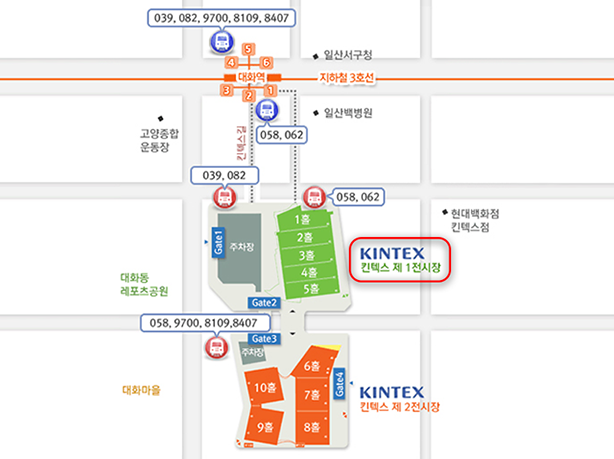 039, 082, 9700, 8109, 8407
일산서구청
5
4
6
대화역
지하철 3호선
3
2
1
고양종합
운동장
058, 062
일산백병원
킨텍스길
039, 082
058, 062
현대백화점
킨텍스점
1홀
2홀
3홀
4홀
5홀
Gate1
주차장
KINTEX
킨텍스 제 1전시장
대화동
레포츠공원
Gate2
058, 9700, 8109,8407
Gate3
주차장
6홀
7홀
8홀
10홀
9홀
Gate4
대화마을
KINTEX
킨텍스 제 2전시장